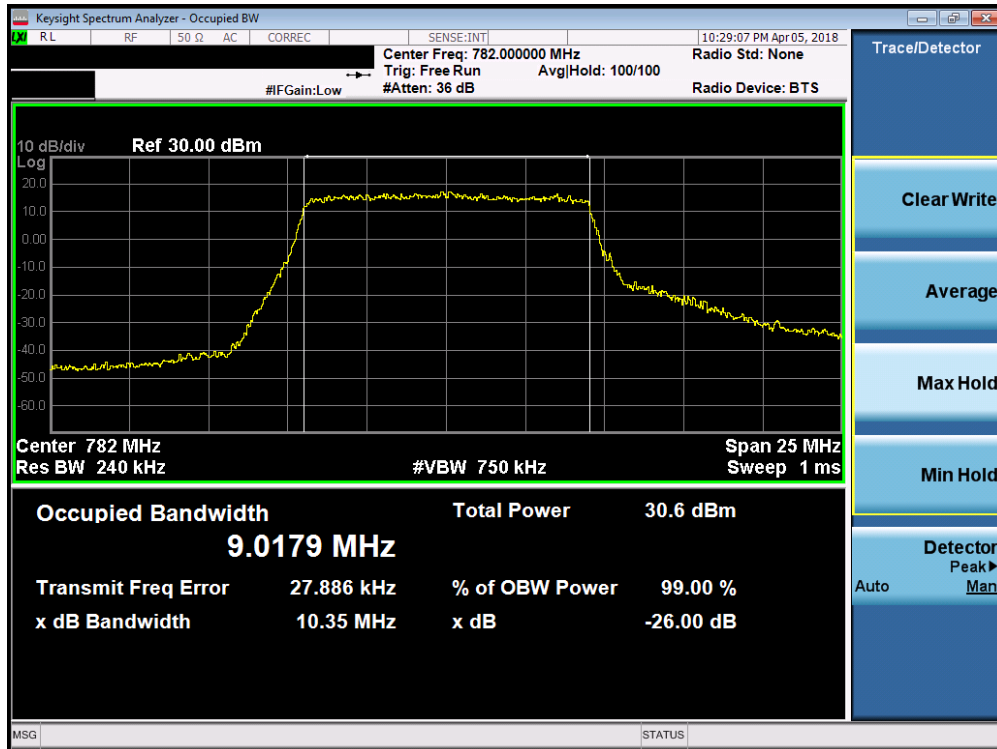 Keysight Spectrum Analyzer - Occupied BW
LXI RL RF 50 Ω AC CORREC SENSE:INT 10:29:07 PM Apr 05, 2018
Center Freq: 782.000000 MHz Radio Std: None
Trig: Free Run Avg|Hold: 100/100
#IFGain:Low #Atten: 36 dB Radio Device: BTS
10 dB/div Ref 30.00 dBm
Log
20.0
10.0
0.00
-10.0
-20.0
-30.0
-40.0
-50.0
-60.0
Center 782 MHz Span 25 MHz
Res BW 240 kHz #VBW 750 kHz Sweep 1 ms
Occupied Bandwidth Total Power 30.6 dBm
9.0179 MHz
Transmit Freq Error 27.886 kHz % of OBW Power 99.00 %
x dB Bandwidth 10.35 MHz x dB -26.00 dB
MSG STATUS
Trace/Detector
Clear Write
Average
Max Hold
Min Hold
Detector
Peak▶
Auto Man